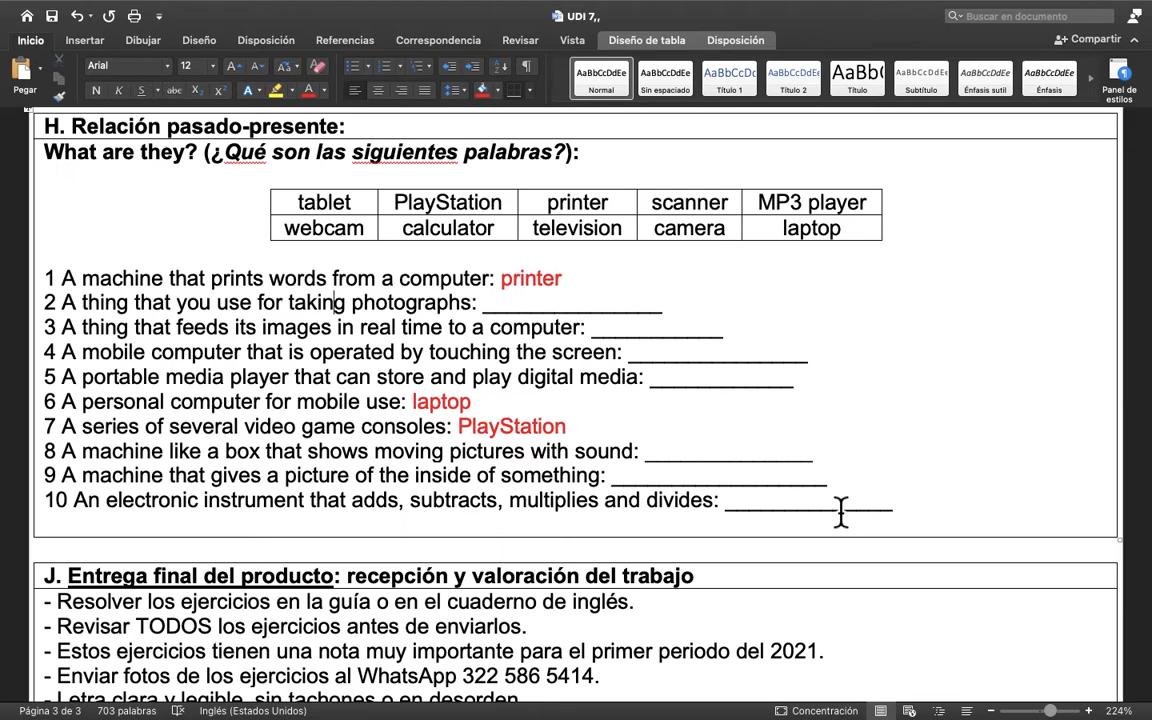 UDI 7,,
Buscar en documento
Inicio Insertar Dibujar Diseño Disposición Referencias Correspondencia Revisar Vista Diseño de tabla Disposición Compartir
Pegar Arial 12
N K S abc X₂ X² A A
AaBbCcDdEe AaBbCcDdEe AaBbCcDc AaBbCcDdEe AaBb( AaBbCcDdEe AaBbCcDdEe AaBbCcDdEe
Normal Sin espaciado Título 1 Título 2 Título Subtítulo Énfasis sutil Énfasis Panel de estilos
H. Relación pasado-presente:
What are they? (¿Qué son las siguientes palabras?):
tablet PlayStation printer scanner MP3 player
webcam calculator television camera laptop
1 A machine that prints words from a computer: printer
2 A thing that you use for taking photographs: ________________
3 A thing that feeds its images in real time to a computer: ____________
4 A mobile computer that is operated by touching the screen: ________________
5 A portable media player that can store and play digital media: _____________
6 A personal computer for mobile use: laptop
7 A series of several video game consoles: PlayStation
8 A machine like a box that shows moving pictures with sound: _______________
9 A machine that gives a picture of the inside of something: ___________________
10 An electronic instrument that adds, subtracts, multiplies and divides: _______________
J. Entrega final del producto: recepción y valoración del trabajo
- Resolver los ejercicios en la guía o en el cuaderno de inglés.
- Revisar TODOS los ejercicios antes de enviarlos.
- Estos ejercicios tienen una nota muy importante para el primer periodo del 2021.
- Enviar fotos de los ejercicios al WhatsApp 322 586 5414.
- Letra clara y legible, sin tachones o en desorden
Página 3 de 3 703 palabras Inglés (Estados Unidos) Concentración 224%